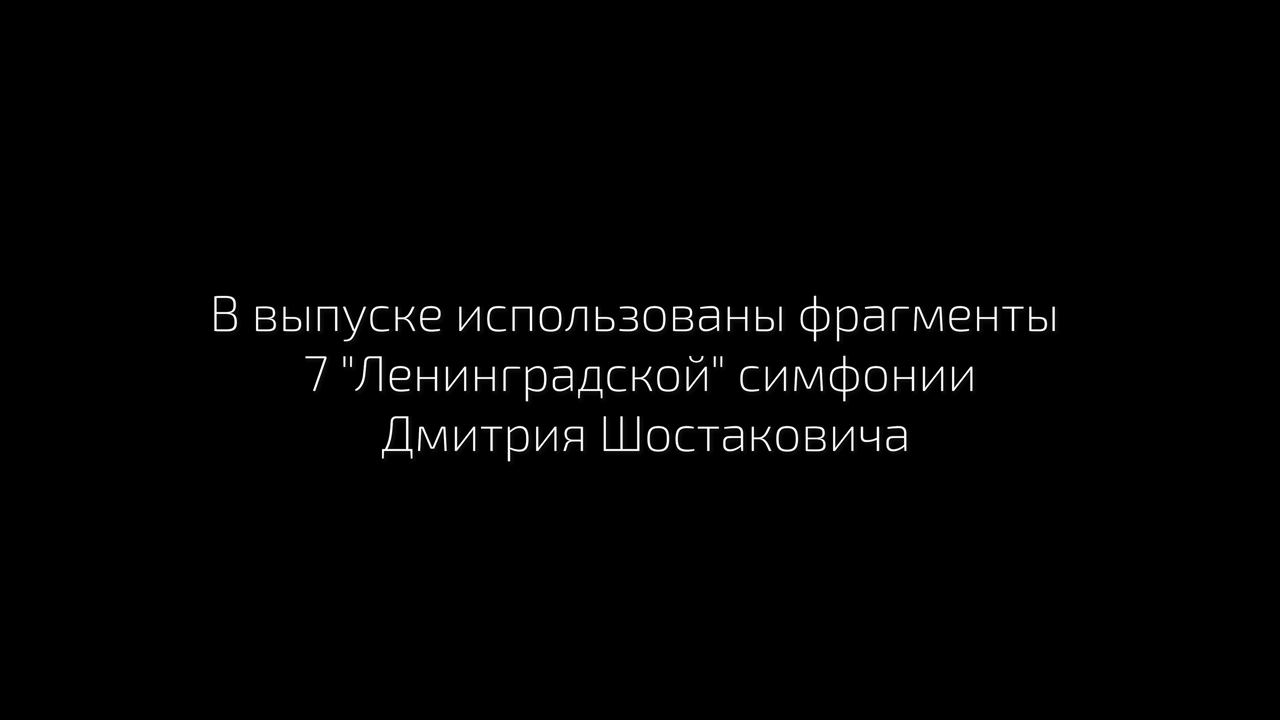 В выпуске использованы фрагменты
7 "Ленинградской" симфонии
Дмитрия Шостаковича